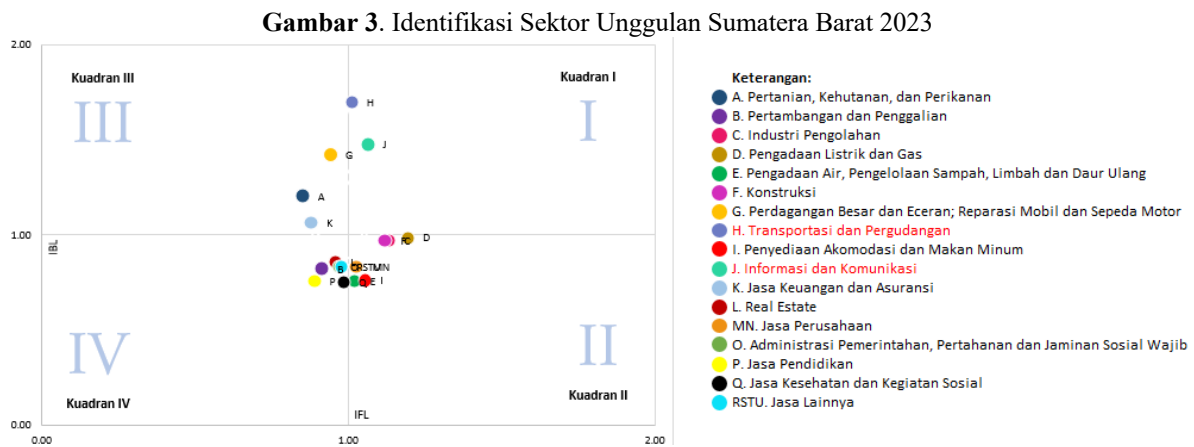 Gambar 3. Identifikasi Sektor Unggulan Sumatera Barat 2023
2.00
Kuadran III
III
Kuadran I
I
H
J
G
A
K
1.00
IBL
D
C
L
B
RSTU
MN
P
Q
E
I
IV
Kuadran IV
II
Kuadran II
0.00
IFL
0.00
1.00
2.00
Keterangan:
A. Pertanian, Kehutanan, dan Perikanan
B. Pertambangan dan Penggalian
C. Industri Pengolahan
D. Pengadaan Listrik dan Gas
E. Pengadaan Air, Pengelolaan Sampah, Limbah dan Daur Ulang
F. Konstruksi
G. Perdagangan Besar dan Eceran; Reparasi Mobil dan Sepeda Motor
H. Transportasi dan Pergudangan
I. Penyediaan Akomodasi dan Makan Minum
J. Informasi dan Komunikasi
K. Jasa Keuangan dan Asuransi
L. Real Estate
MN. Jasa Perusahaan
O. Administrasi Pemerintahan, Pertahanan dan Jaminan Sosial Wajib
P. Jasa Pendidikan
Q. Jasa Kesehatan dan Kegiatan Sosial
RSTU. Jasa Lainnya